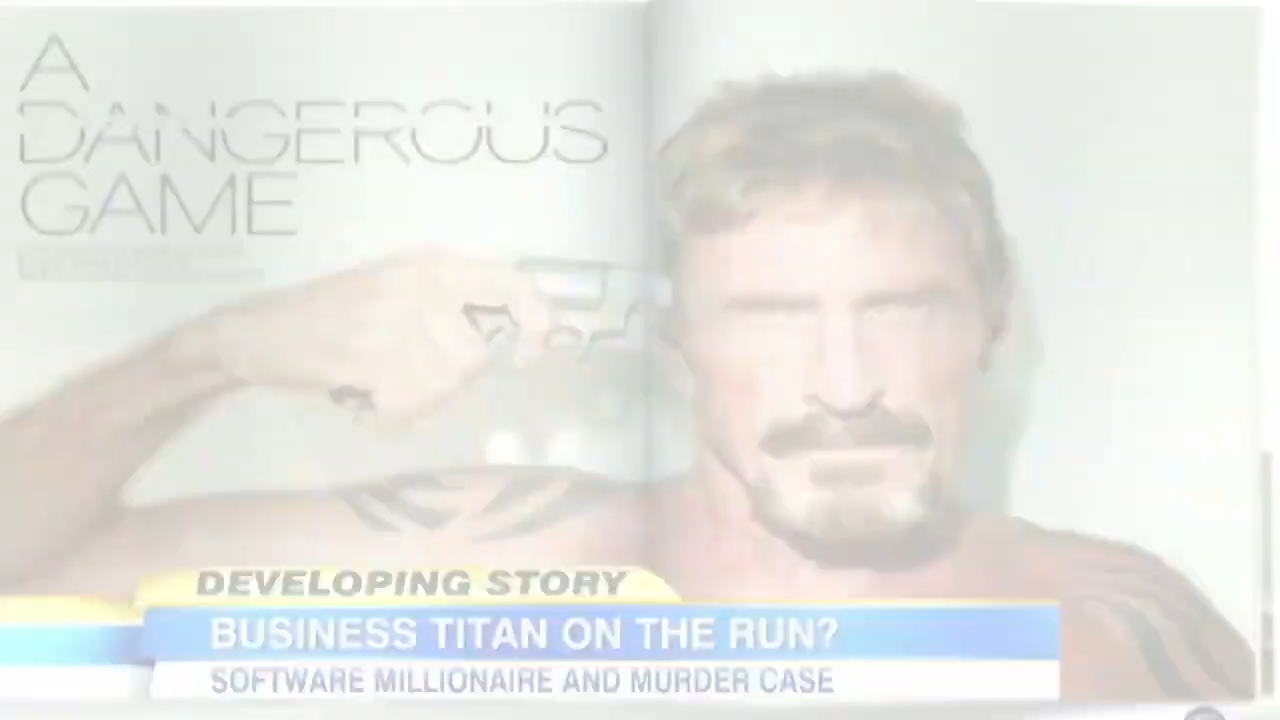 A
DANGEROUS
GAME
DEVELOPING STORY
BUSINESS TITAN ON THE RUN?
SOFTWARE MILLIONAIRE AND MURDER CASE